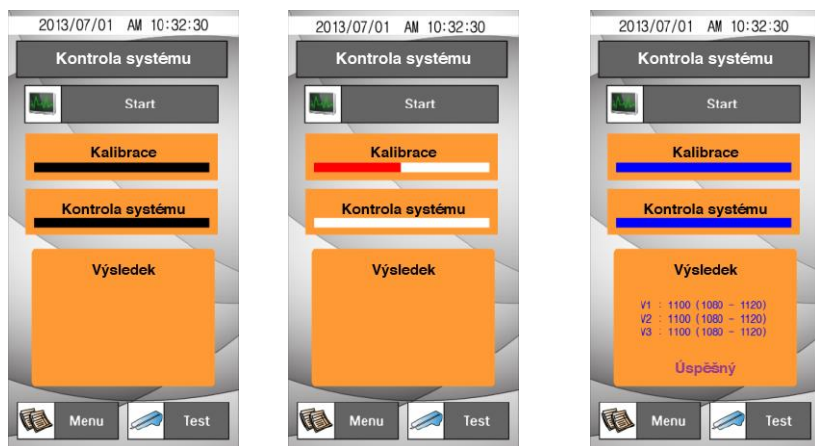 2013/07/01 AM 10:32:30
Kontrola systému
Start
Kalibrace
Kontrola systému
Výsledek
Menu
Test
2013/07/01 AM 10:32:30
Kontrola systému
Start
Kalibrace
Kontrola systému
Výsledek
Menu
Test
2013/07/01 AM 10:32:30
Kontrola systému
Start
Kalibrace
Kontrola systému
Výsledek
V1 : 1100 (1080 - 1120)
V2 : 1100 (1080 - 1120)
V3 : 1100 (1080 - 1120)
Úspěšný
Menu
Test